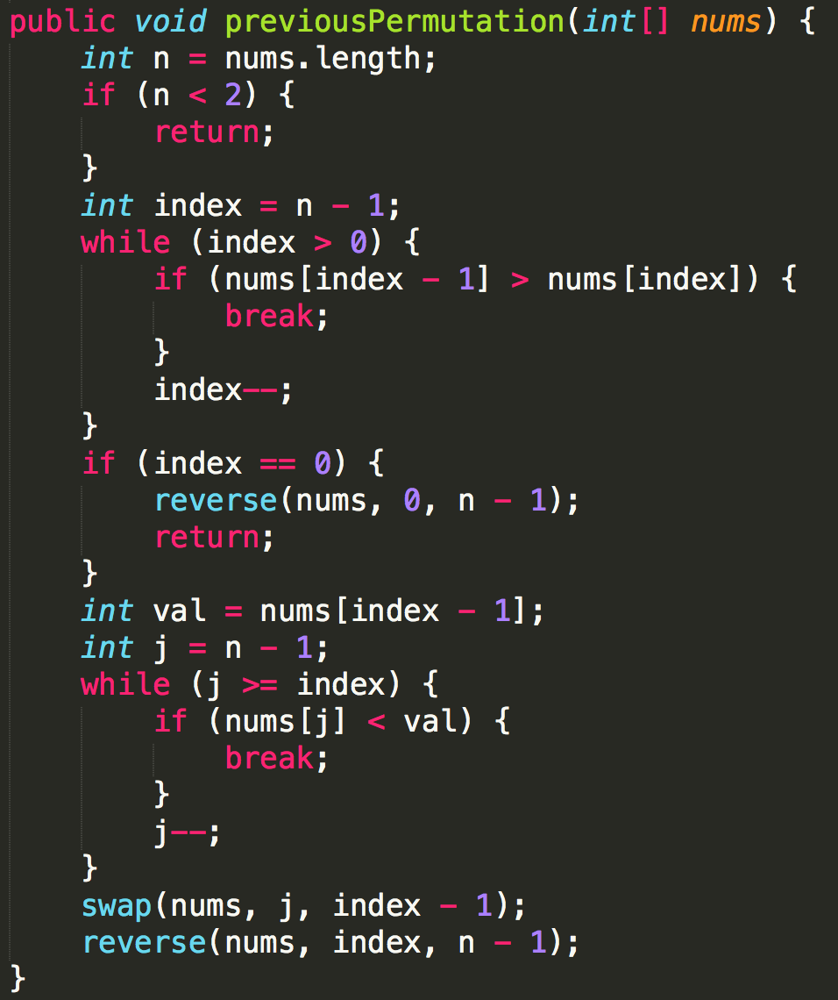 public void previousPermutation(int[] nums) {
    int n = nums.length;
    if (n < 2) {
        return;
    }
    int index = n - 1;
    while (index > 0) {
        if (nums[index - 1] > nums[index]) {
            break;
        }
        index--;
    }
    if (index == 0) {
        reverse(nums, 0, n - 1);
        return;
    }
    int val = nums[index - 1];
    int j = n - 1;
    while (j >= index) {
        if (nums[j] < val) {
            break;
        }
        j--;
    }
    swap(nums, j, index - 1);
    reverse(nums, index, n - 1);
}